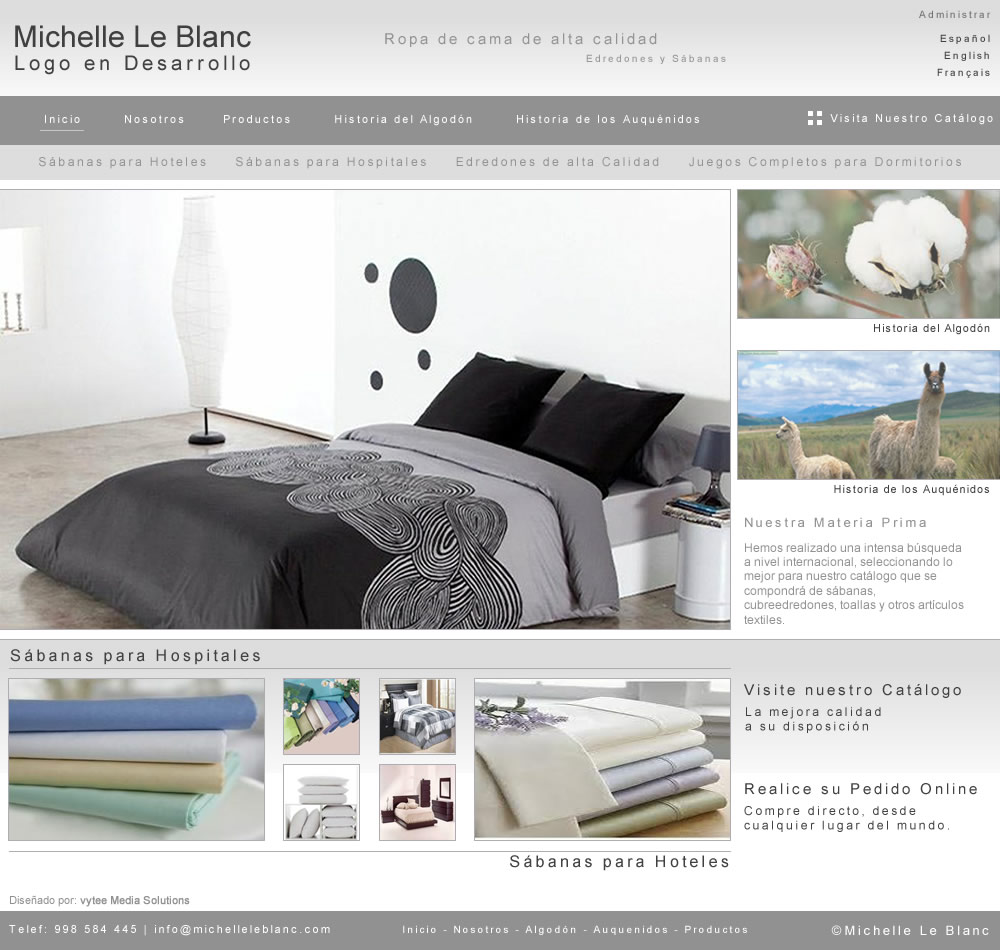 Michelle Le Blanc
Logo en Desarrollo
Ropa de cama de alta calidad
Edredones y Sábanas
Administrar
Español
English
Français
Inicio Nosotros Productos Historia del Algodón Historia de los Auquénidos Visita Nuestro Catálogo
Sábanas para Hoteles Sábanas para Hospitales Edredones de alta Calidad Juegos Completos para Dormitorios
Historia del Algodón
Historia de los Auquénidos
Nuestra Materia Prima
Hemos realizado una intensa búsqueda
a nivel internacional, seleccionando lo
mejor para nuestro catálogo que se
compondrá de sábanas,
cubreedredones, toallas y otros artículos
textiles.
Sábanas para Hospitales
Visite nuestro Catálogo
La mejora calidad
a su disposición
Realice su Pedido Online
Compre directo, desde
cualquier lugar del mundo.
Sábanas para Hoteles
Diseñado por: vytee Media Solutions
Telef: 998 584 445 | info@michelleleblanc.com
Inicio - Nosotros - Algodón - Auquenidos - Productos
©Michelle Le Blanc